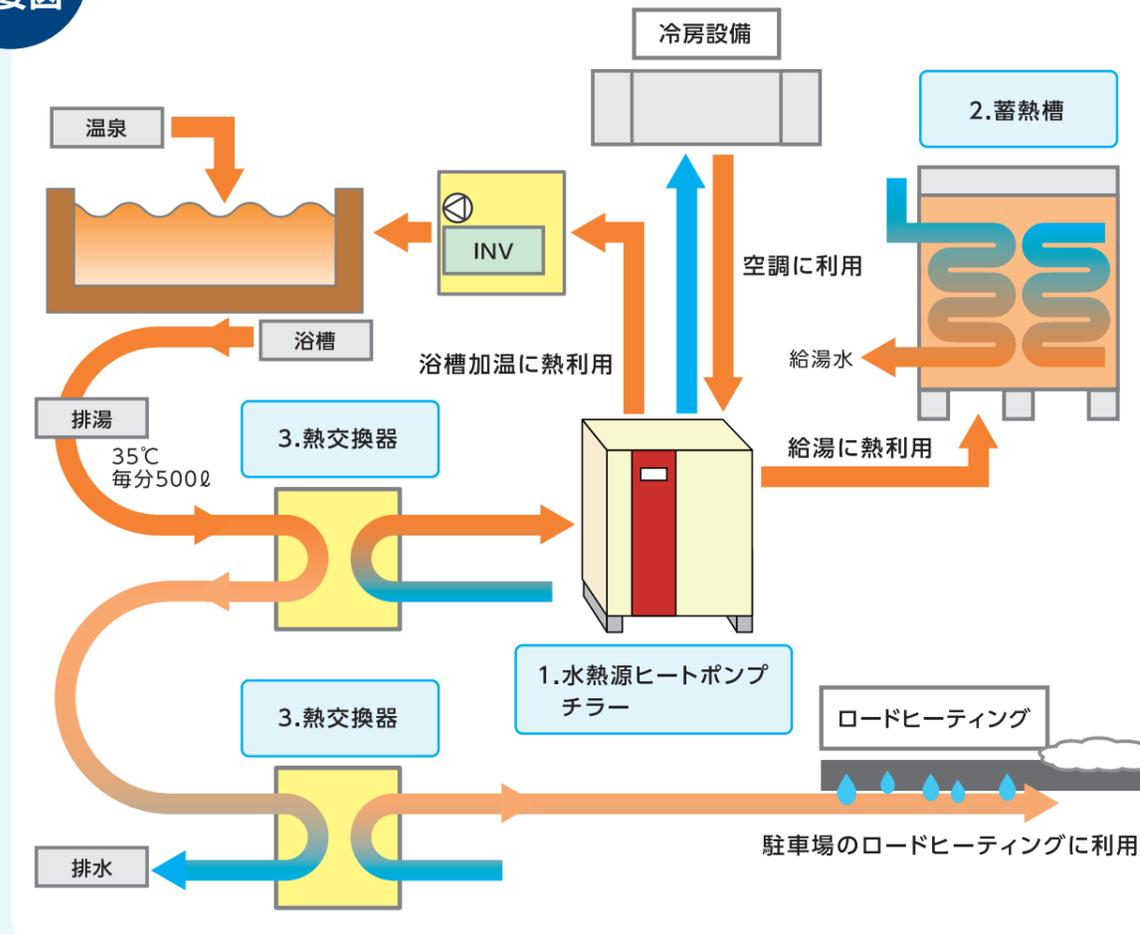 要図
冷房設備
2.蓄熱槽
温泉
INV
空調に利用
浴槽
浴槽加温に熱利用
給湯水
排湯
35℃
毎分500ℓ
3.熱交換器
給湯に熱利用
1.水熱源ヒートポンプ
チラー
3.熱交換器
ロードヒーティング
駐車場のロードヒーティングに利用
排水